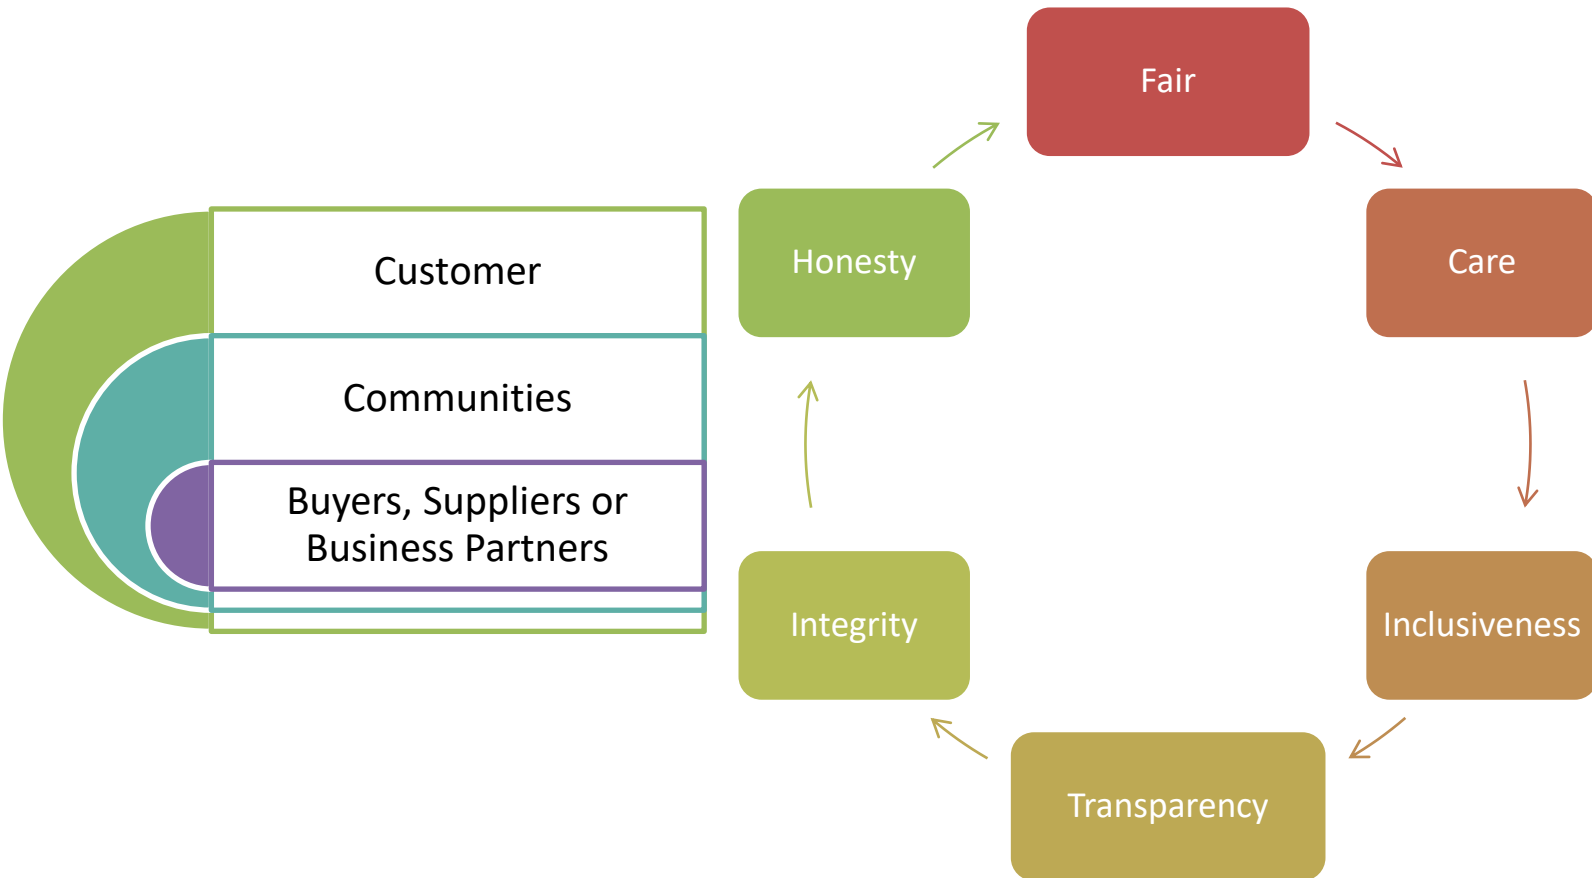 Customer
Communities
Buyers, Suppliers or
Business Partners
Fair
Care
Inclusiveness
Transparency
Integrity
Honesty